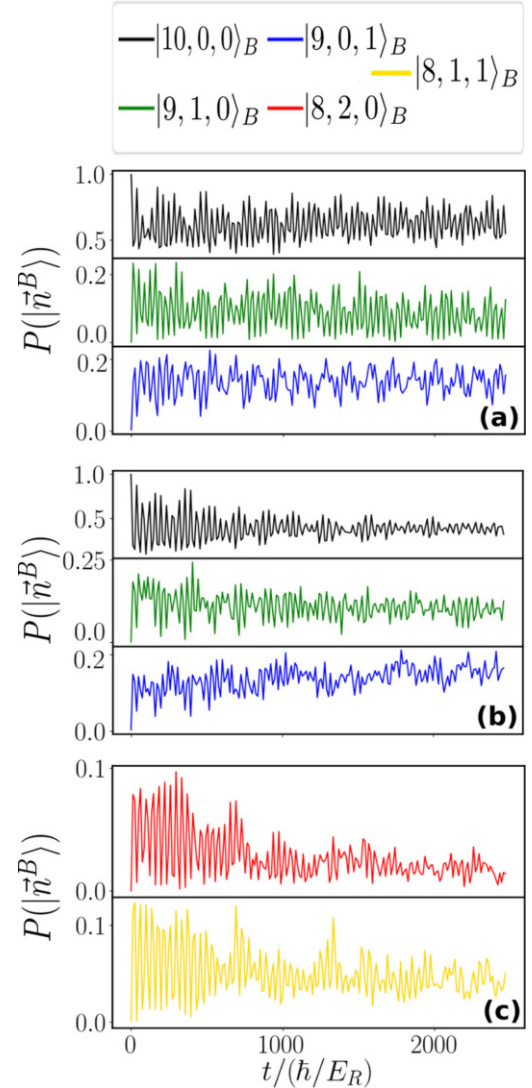 |10,0,0⟩_B |9,0,1⟩_B
|8,1,1⟩_B
|9,1,0⟩_B |8,2,0⟩_B
1.0
0.5
0.2
0.0
0.2
0.0
P(|n⃗^B⟩)
(a)
1.0
0.5
0.25
0.0
0.2
0.0
P(|n⃗^B⟩)
(b)
0.1
0.0
0.1
0.0
P(|n⃗^B⟩)
(c)
0 1000 2000
t/(ħ/E_R)